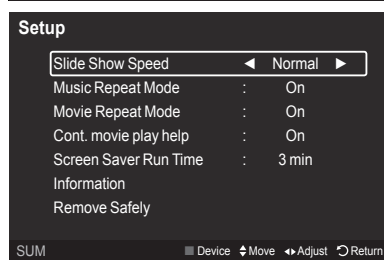 Setup
Slide Show Speed ◄ Normal ►
Music Repeat Mode : On
Movie Repeat Mode : On
Cont. movie play help : On
Screen Saver Run Time : 3 min
Information
Remove Safely
SUM Device Move Adjust Return